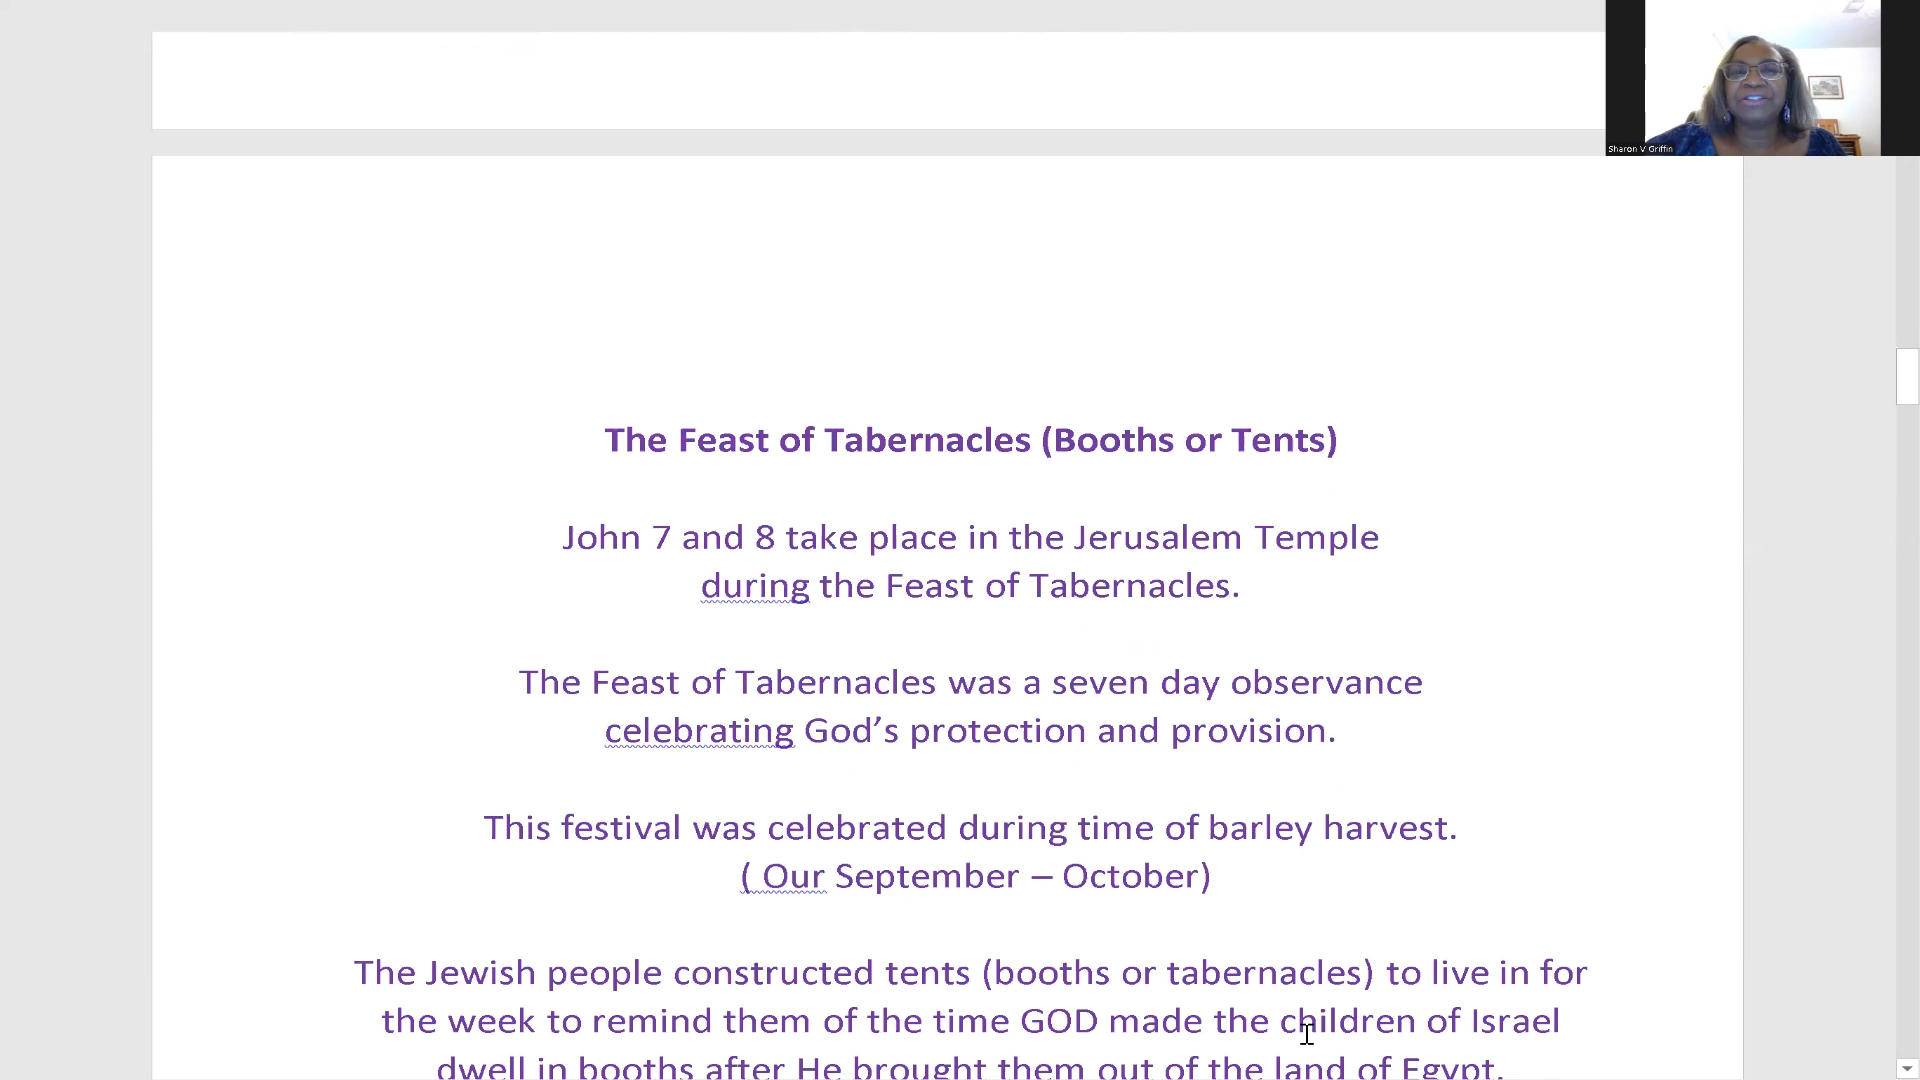 Sharon V Griffin
The Feast of Tabernacles (Booths or Tents)
John 7 and 8 take place in the Jerusalem Temple
during the Feast of Tabernacles.
The Feast of Tabernacles was a seven day observance
celebrating God’s protection and provision.
This festival was celebrated during time of barley harvest.
( Our September – October)
The Jewish people constructed tents (booths or tabernacles) to live in for
the week to remind them of the time GOD made the children of Israel
dwell in booths after He brought them out of the land of Egypt.